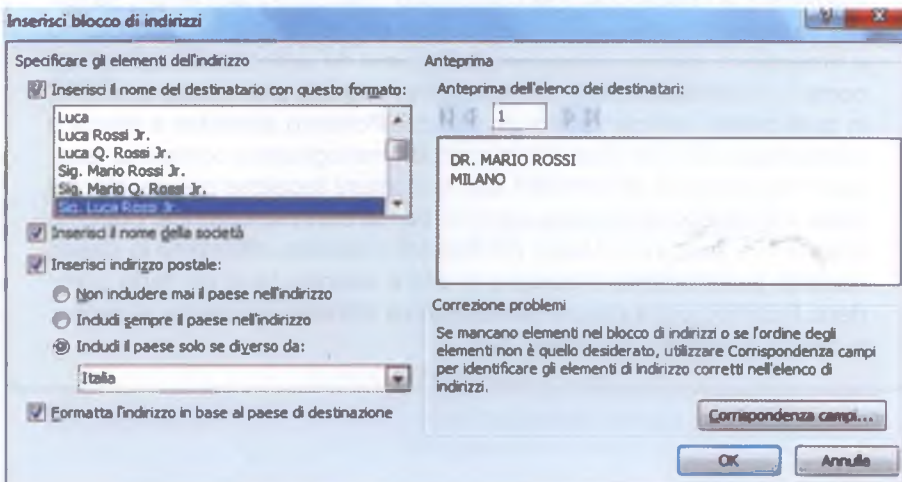 Inserisci blocco di indirizzi
Specificare gli elementi dell'indirizzo
Inserisci il nome del destinatario con questo formato:
Luca
Luca Rossi Jr.
Luca Q. Rossi Jr.
Sig. Mario Rossi Jr.
Sig. Mario Q. Rossi Jr.
Sig. Luca Rossi Jr.
Inserisci il nome della società
Inserisci indirizzo postale:
Non includere mai il paese nell'indirizzo
Includi sempre il paese nell'indirizzo
Includi il paese solo se diverso da:
Italia
Formatta l'indirizzo in base al paese di destinazione
Anteprima
Anteprima dell'elenco dei destinatari:
1
DR. MARIO ROSSI
MILANO
Correzione problemi
Se mancano elementi nel blocco di indirizzi o se l'ordine degli
elementi non è quello desiderato, utilizzare Corrispondenza campi
per identificare gli elementi di indirizzo corretti nell'elenco di
indirizzi.
Corrispondenza campi...
OK
Annulla